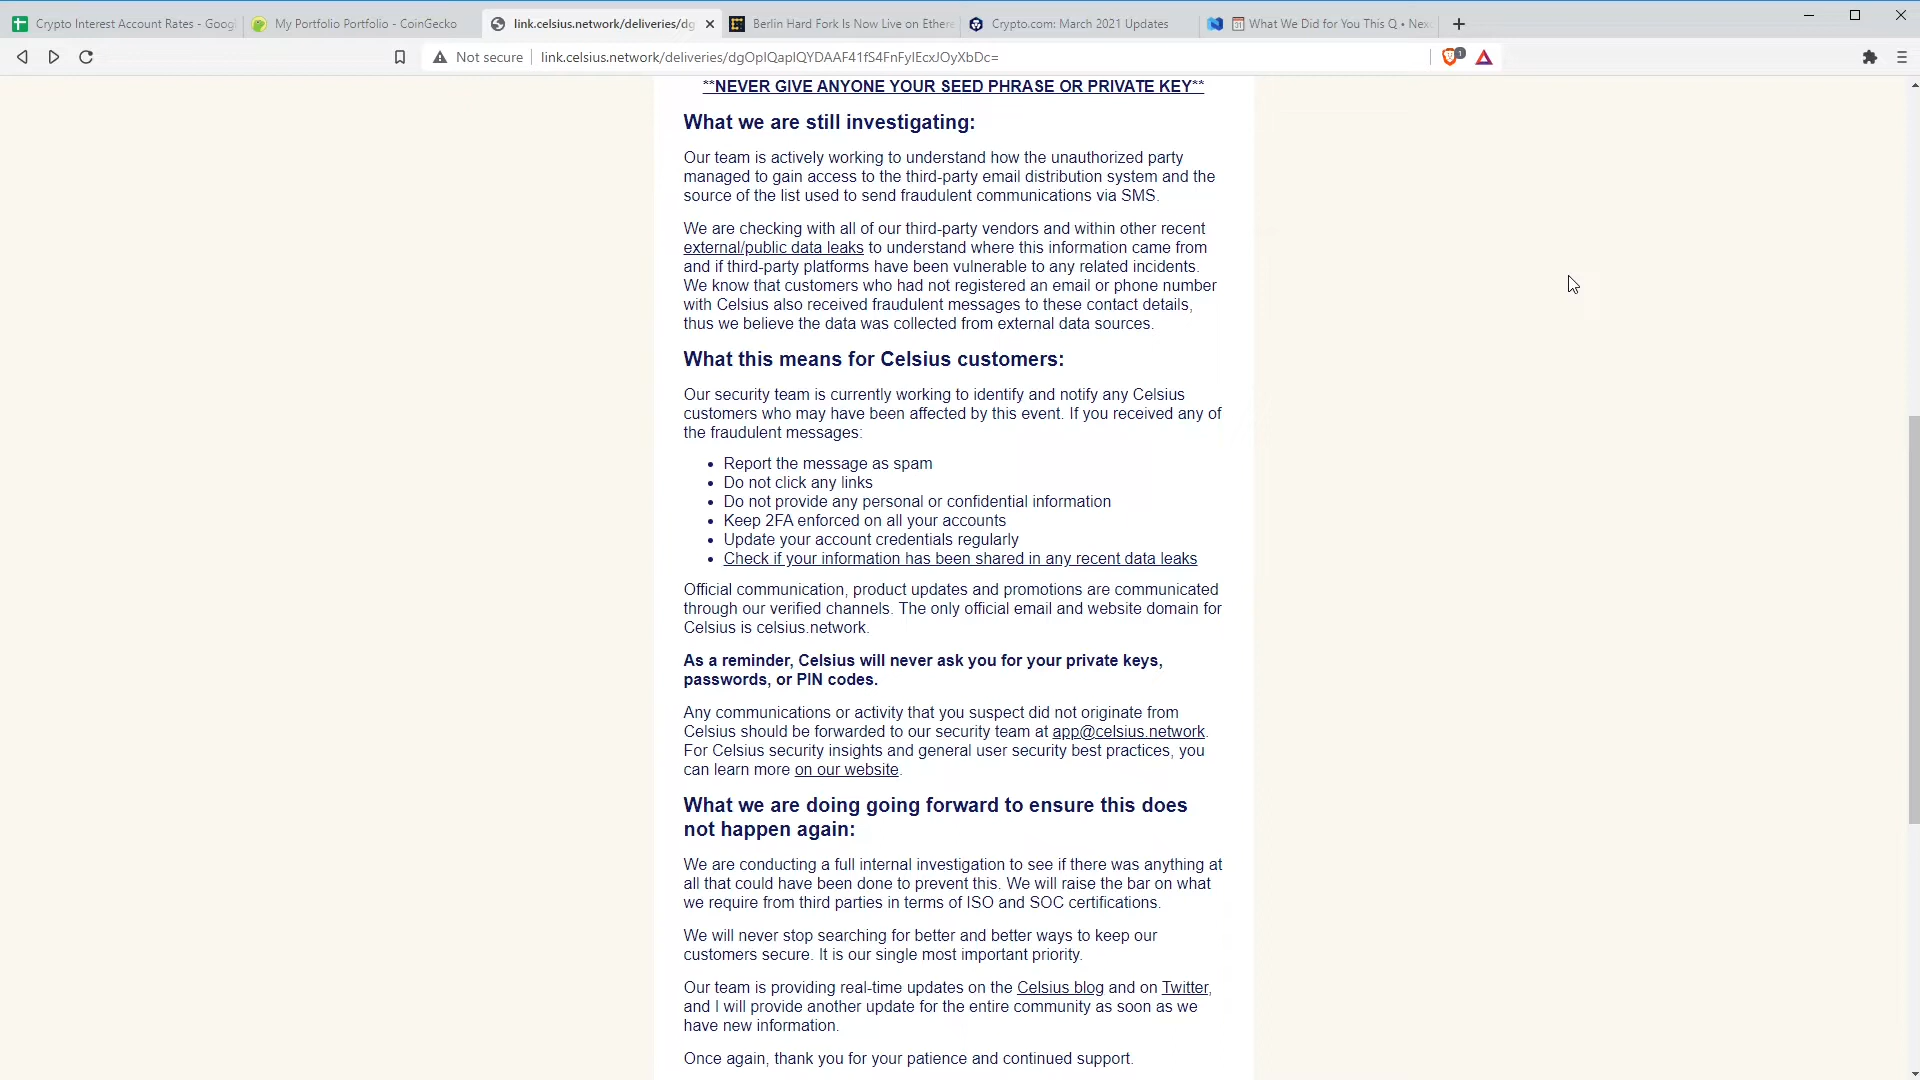 Crypto Interest Account Rates - Goog
My Portfolio Portfolio - CoinGecko
link.celsius.network/deliveries/dg
Berlin Hard Fork Is Now Live on Ethere
Crypto.com: March 2021 Updates
What We Did for You This Q • Nex
Not secure
link.celsius.network/deliveries/dgOplQaplQYDAAF41fS4FnFylEcxJOyXbDc=
1
**NEVER GIVE ANYONE YOUR SEED PHRASE OR PRIVATE KEY**
What we are still investigating:
Our team is actively working to understand how the unauthorized party
managed to gain access to the third-party email distribution system and the
source of the list used to send fraudulent communications via SMS.
We are checking with all of our third-party vendors and within other recent
external/public data leaks to understand where this information came from
and if third-party platforms have been vulnerable to any related incidents.
We know that customers who had not registered an email or phone number
with Celsius also received fraudulent messages to these contact details,
thus we believe the data was collected from external data sources.
What this means for Celsius customers:
Our security team is currently working to identify and notify any Celsius
customers who may have been affected by this event. If you received any of
the fraudulent messages:
• Report the message as spam
• Do not click any links
• Do not provide any personal or confidential information
• Keep 2FA enforced on all your accounts
• Update your account credentials regularly
• Check if your information has been shared in any recent data leaks
Official communication, product updates and promotions are communicated
through our verified channels. The only official email and website domain for
Celsius is celsius.network.
As a reminder, Celsius will never ask you for your private keys,
passwords, or PIN codes.
Any communications or activity that you suspect did not originate from
Celsius should be forwarded to our security team at app@celsius.network.
For Celsius security insights and general user security best practices, you
can learn more on our website.
What we are doing going forward to ensure this does
not happen again:
We are conducting a full internal investigation to see if there was anything at
all that could have been done to prevent this. We will raise the bar on what
we require from third parties in terms of ISO and SOC certifications.
We will never stop searching for better and better ways to keep our
customers secure. It is our single most important priority.
Our team is providing real-time updates on the Celsius blog and on Twitter,
and I will provide another update for the entire community as soon as we
have new information.
Once again, thank you for your patience and continued support.